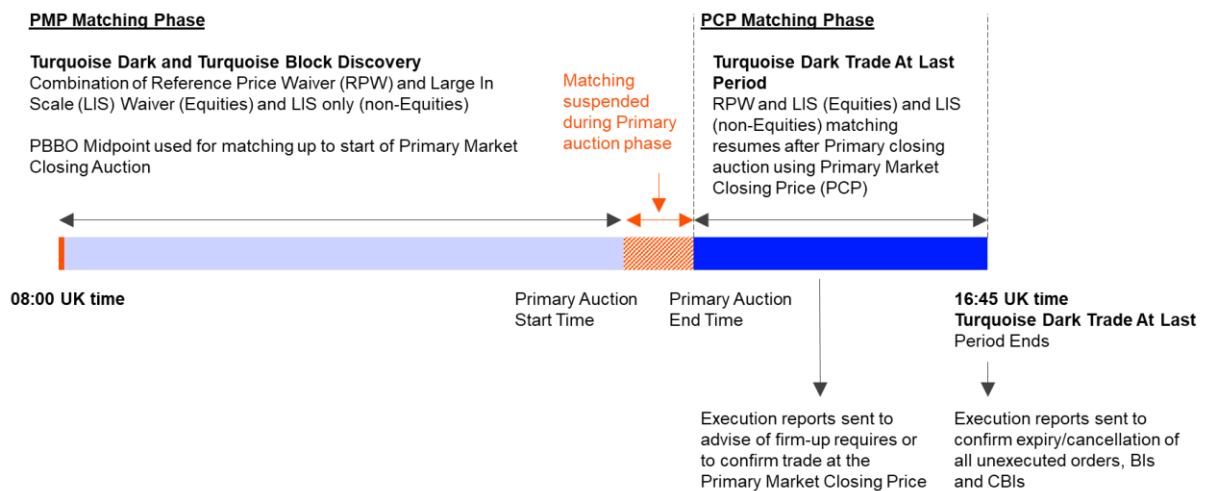 PMP Matching Phase
Turquoise Dark and Turquoise Block Discovery
Combination of Reference Price Waiver (RPW) and Large In
Scale (LIS) Waiver (Equities) and LIS only (non-Equities)
PBBO Midpoint used for matching up to start of Primary Market
Closing Auction
Matching
suspended
during Primary
auction phase
PCP Matching Phase
Turquoise Dark Trade At Last
Period
RPW and LIS (Equities) and LIS
(non-Equities) matching
resumes after Primary closing
auction using Primary Market
Closing Price (PCP)
08:00 UK time
Primary Auction
Start Time
Primary Auction
End Time
16:45 UK time
Turquoise Dark Trade At Last
Period Ends
Execution reports sent to
advise of firm-up requires or
to confirm trade at the
Primary Market Closing Price
Execution reports sent to
confirm expiry/cancellation of
all unexecuted orders, BIs
and CBIs